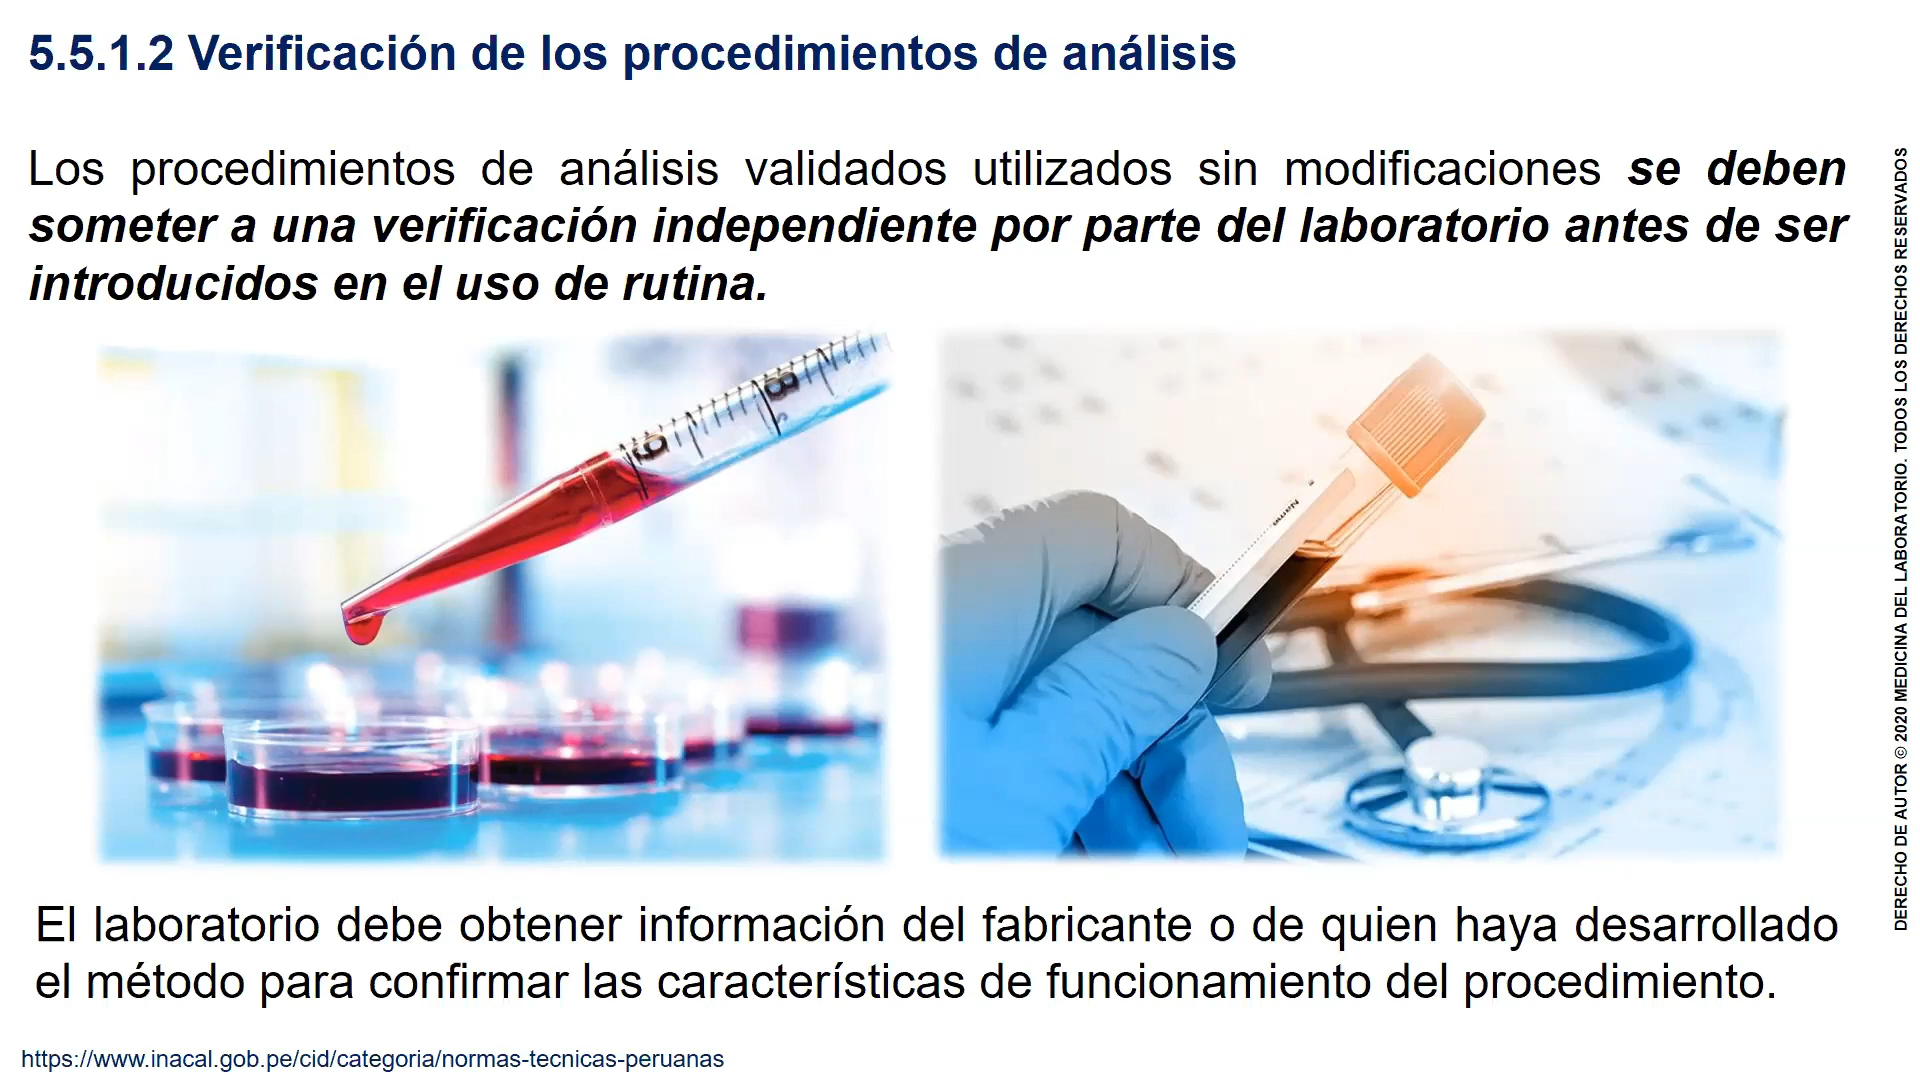 5.5.1.2 Verificación de los procedimientos de análisis
Los procedimientos de análisis validados utilizados sin modificaciones se deben
someter a una verificación independiente por parte del laboratorio antes de ser
introducidos en el uso de rutina.
8
9
Name
El laboratorio debe obtener información del fabricante o de quien haya desarrollado
el método para confirmar las características de funcionamiento del procedimiento.
https://www.inacal.gob.pe/cid/categoria/normas-tecnicas-peruanas
DERECHO DE AUTOR © 2020 MEDICINA DEL LABORATORIO. TODOS LOS DERECHOS RESERVADOS